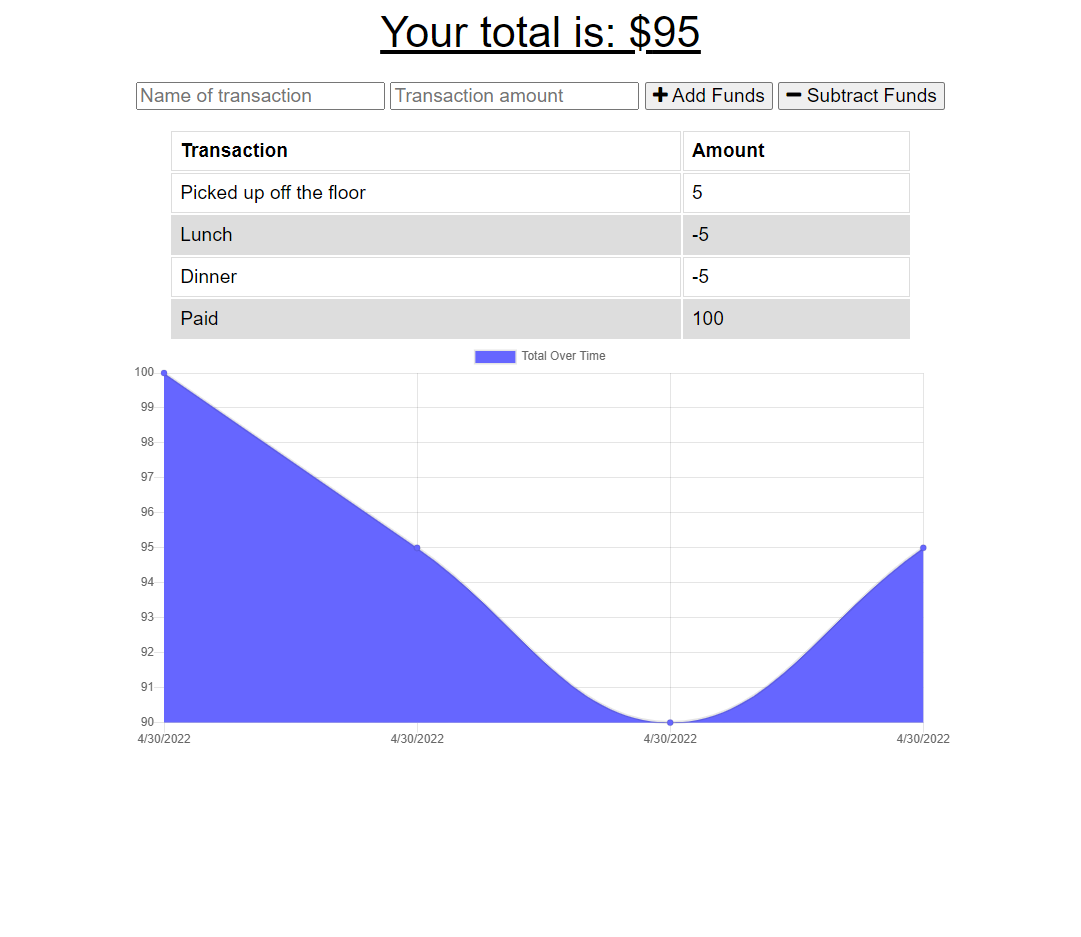 Your total is: $95
Name of transaction Transaction amount Add Funds Subtract Funds
Transaction Amount
Picked up off the floor 5
Lunch -5
Dinner -5
Paid 100
Total Over Time
100
99
98
97
96
95
94
93
92
91
90
4/30/2022 4/30/2022 4/30/2022 4/30/2022